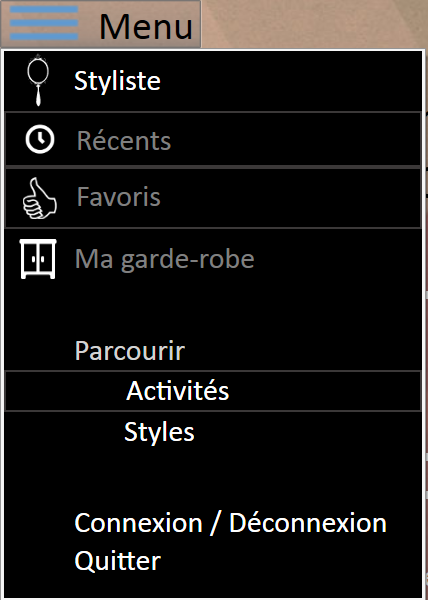 Menu
Styliste
Récents
Favoris
Ma garde-robe
Parcourir
Activités
Styles
Connexion / Déconnexion
Quitter